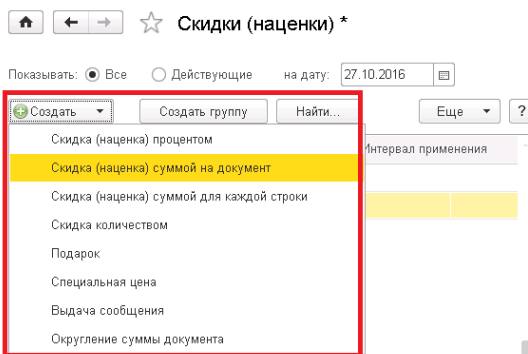 Скидки (наценки) *
Показывать: Все Действующие на дату: 27.10.2016
Создать Создать группу Найти... Еще ?
Скидка (наценка) процентом
Интервал применения
Скидка (наценка) суммой на документ
Скидка (наценка) суммой для каждой строки
Скидка количеством
Подарок
Специальная цена
Выдача сообщения
Округление суммы документа